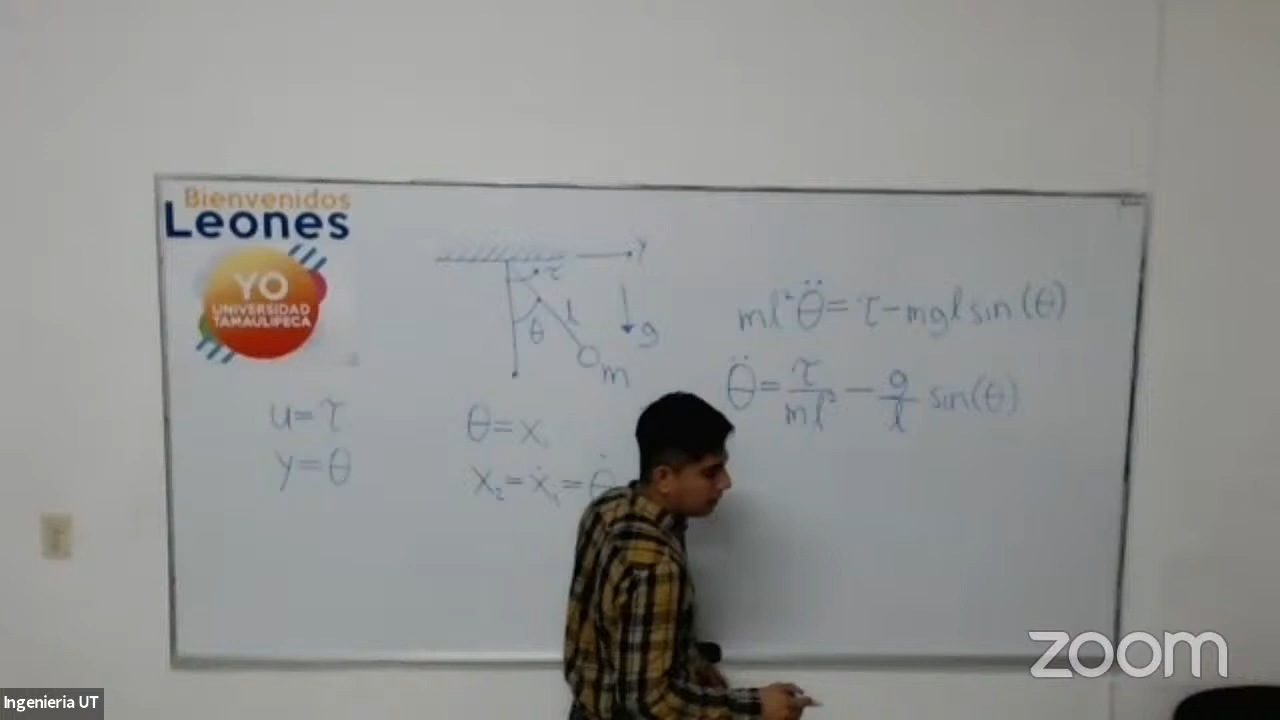 Bienvenidos
Leones
YO
UNIVERSIDAD
TAMAULIPECA
Y
τ
θ
l
m
g
ml²θ̈ = τ - mgl sin(θ)
θ̈ = τ/ml² - g/l sin(θ)
u = τ
y = θ
θ = x₁
x₂ = ẋ₁ = θ̇
zoom
Ingenieria UT